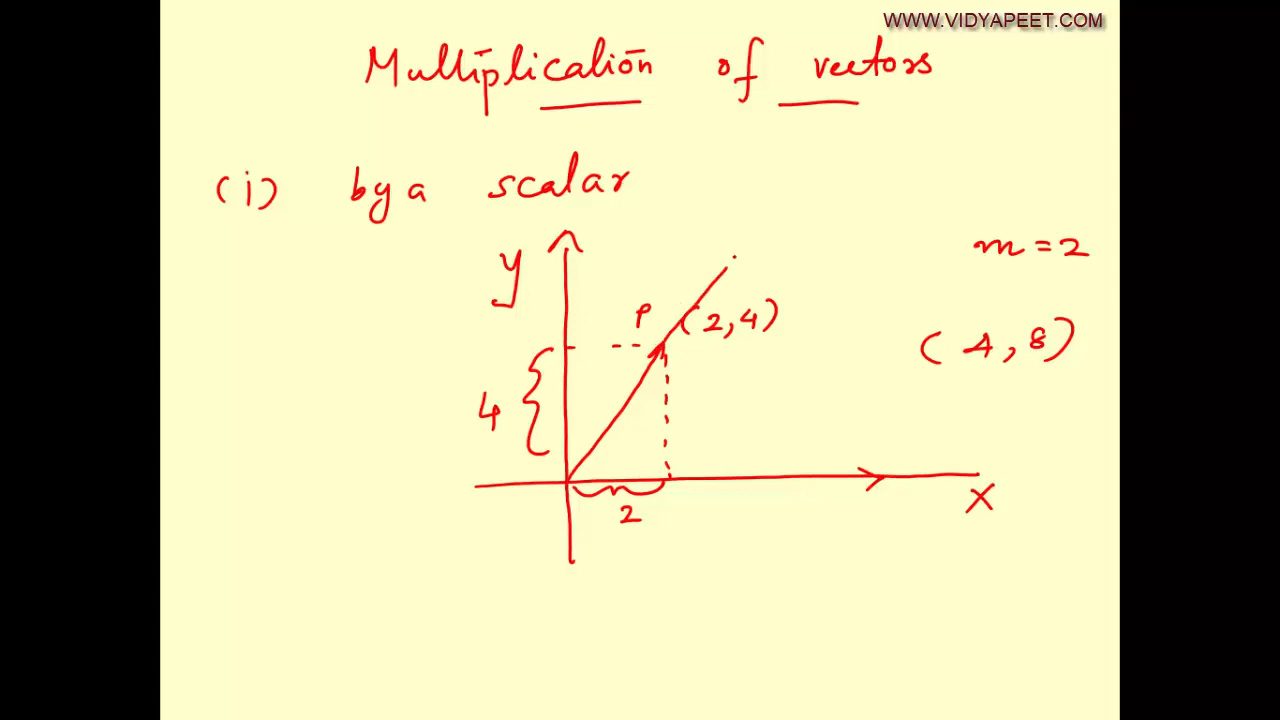 WWW.VIDYAPEET.COM
Multiplication of vectors
(i) by a scalar
m = 2
y
P (2,4)
(4,8)
4
X
2